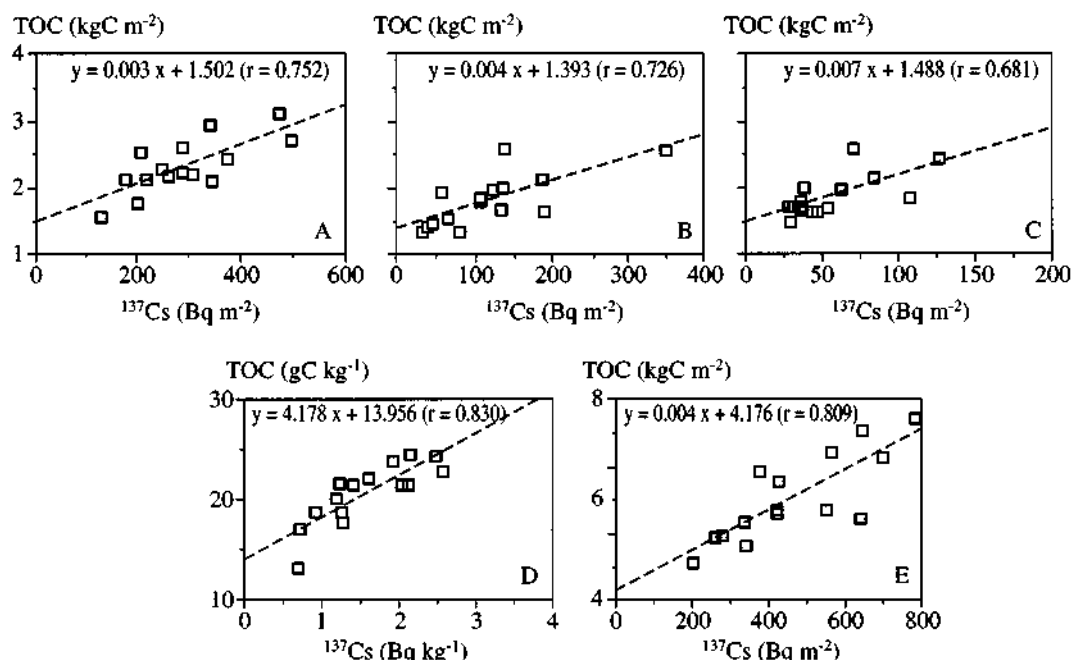 TOC (kgC m⁻²)
y = 0.003 x + 1.502 (r = 0.752)
4
3
2
1
A
0
200
400
600
¹³⁷Cs (Bq m⁻²)
TOC (kgC m⁻²)
y = 0.004 x + 1.393 (r = 0.726)
B
0
100
200
300
400
¹³⁷Cs (Bq m⁻²)
TOC (kgC m⁻²)
y = 0.007 x + 1.488 (r = 0.681)
C
0
50
100
150
200
¹³⁷Cs (Bq m⁻²)
TOC (gC kg⁻¹)
y = 4.178 x + 13.956 (r = 0.830)
30
20
10
D
0
1
2
3
4
¹³⁷Cs (Bq kg⁻¹)
TOC (kgC m⁻²)
y = 0.004 x + 4.176 (r = 0.809)
8
6
4
E
0
200
400
600
800
¹³⁷Cs (Bq m⁻²)